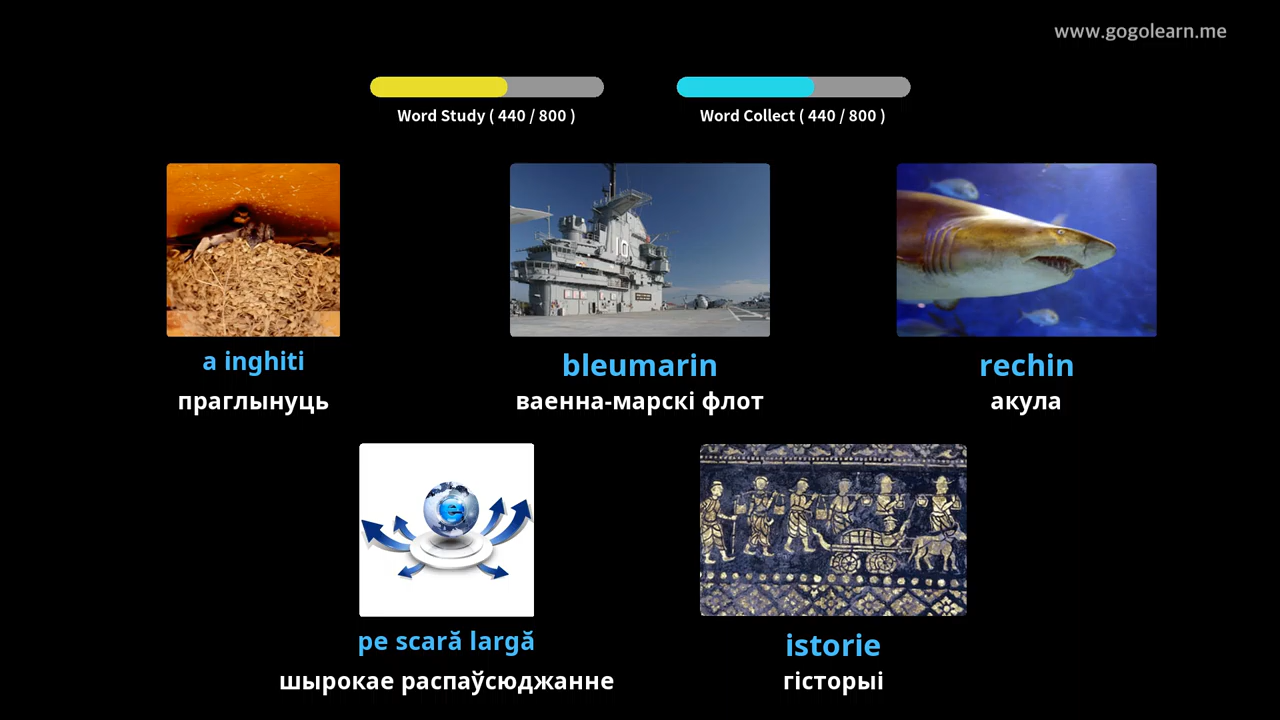 www.gogolearn.me
Word Study ( 440 / 800 )
Word Collect ( 440 / 800 )
10
a inghiti
праглынуць
bleumarin
ваенна-марскі флот
rechin
акула
e
pe scară largă
шырокае распаўсюджанне
istorie
гісторыі